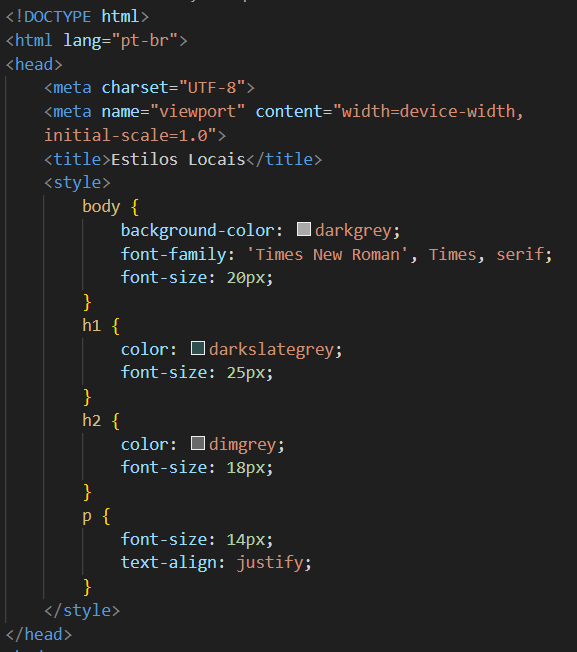 <!DOCTYPE html>
<html lang="pt-br">
<head>
    <meta charset="UTF-8">
    <meta name="viewport" content="width=device-width,
    initial-scale=1.0">
    <title>Estilos Locais</title>
    <style>
        body {
            background-color: darkgrey;
            font-family: 'Times New Roman', Times, serif;
            font-size: 20px;
        }
        h1 {
            color: darkslategrey;
            font-size: 25px;
        }
        h2 {
            color: dimgrey;
            font-size: 18px;
        }
        p {
            font-size: 14px;
            text-align: justify;
        }
    </style>
</head>